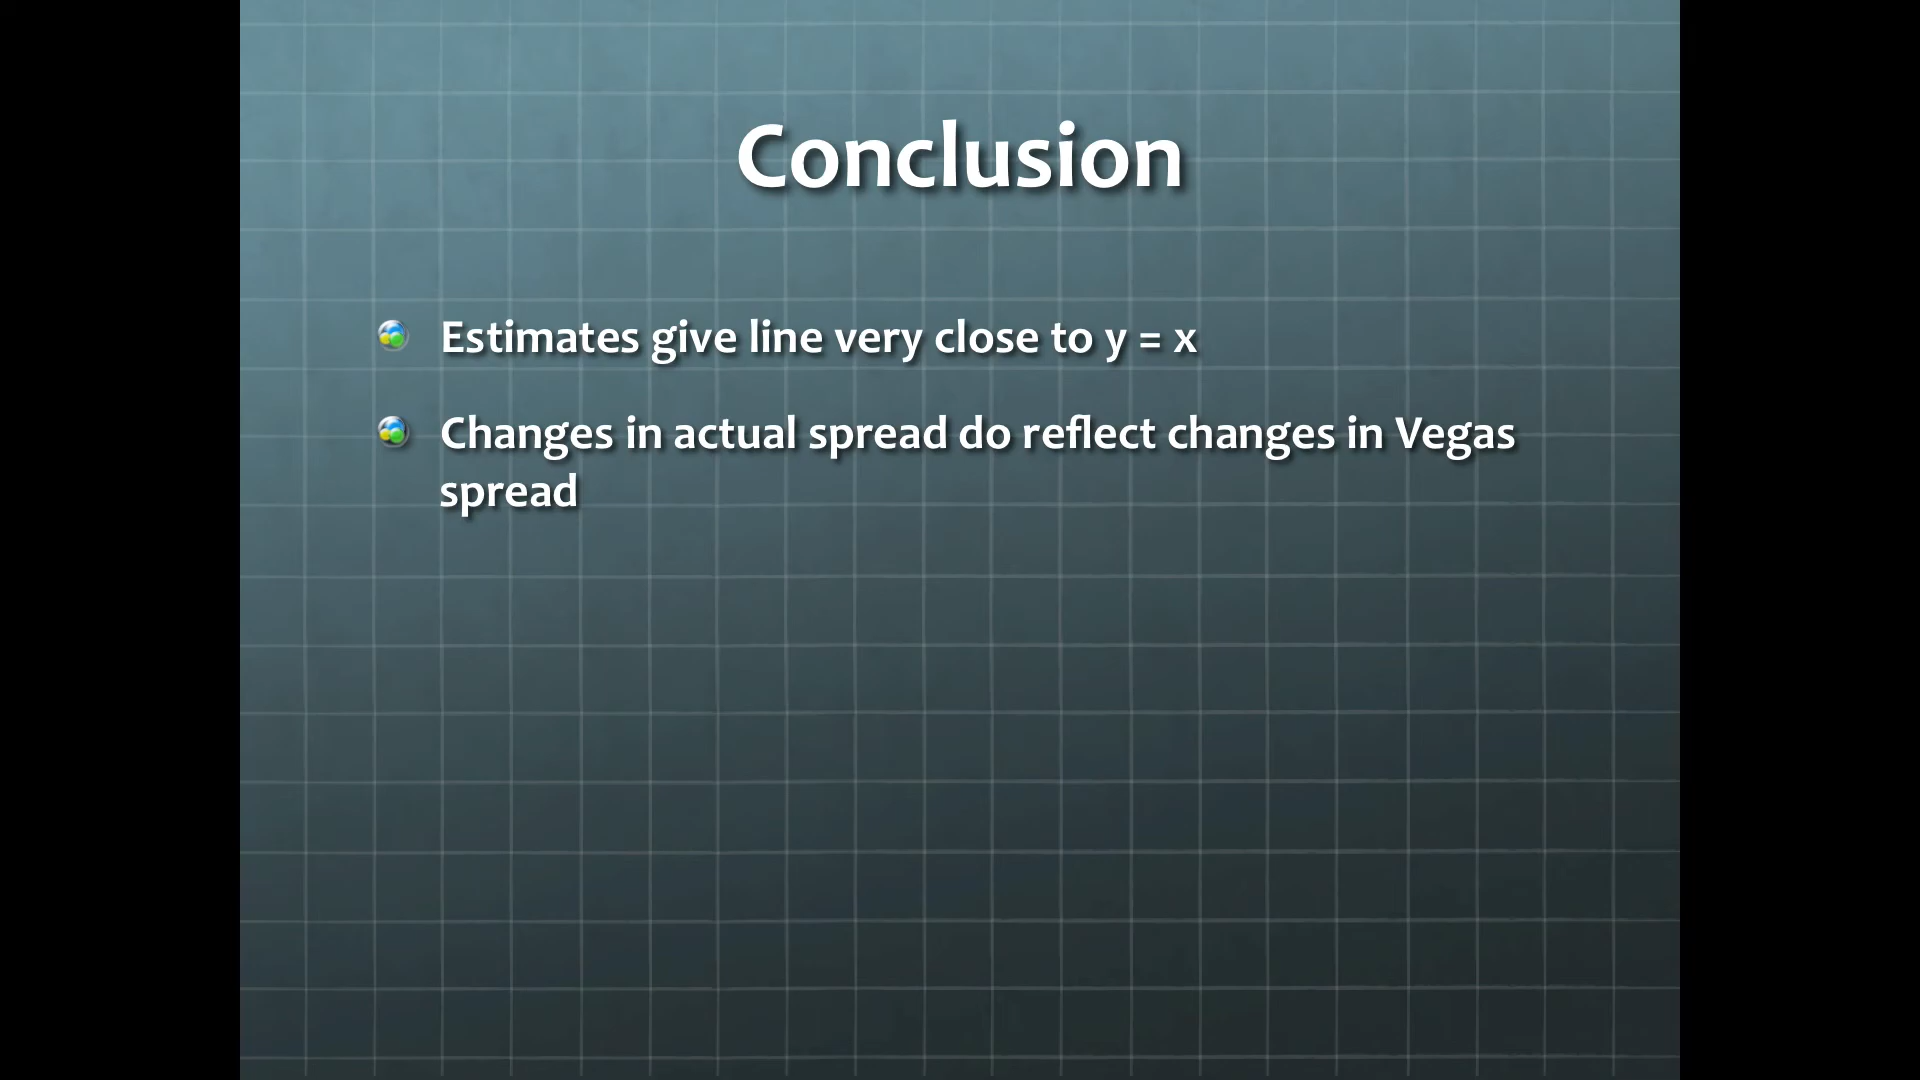 Conclusion
Estimates give line very close to y = x
Changes in actual spread do reflect changes in Vegas
spread